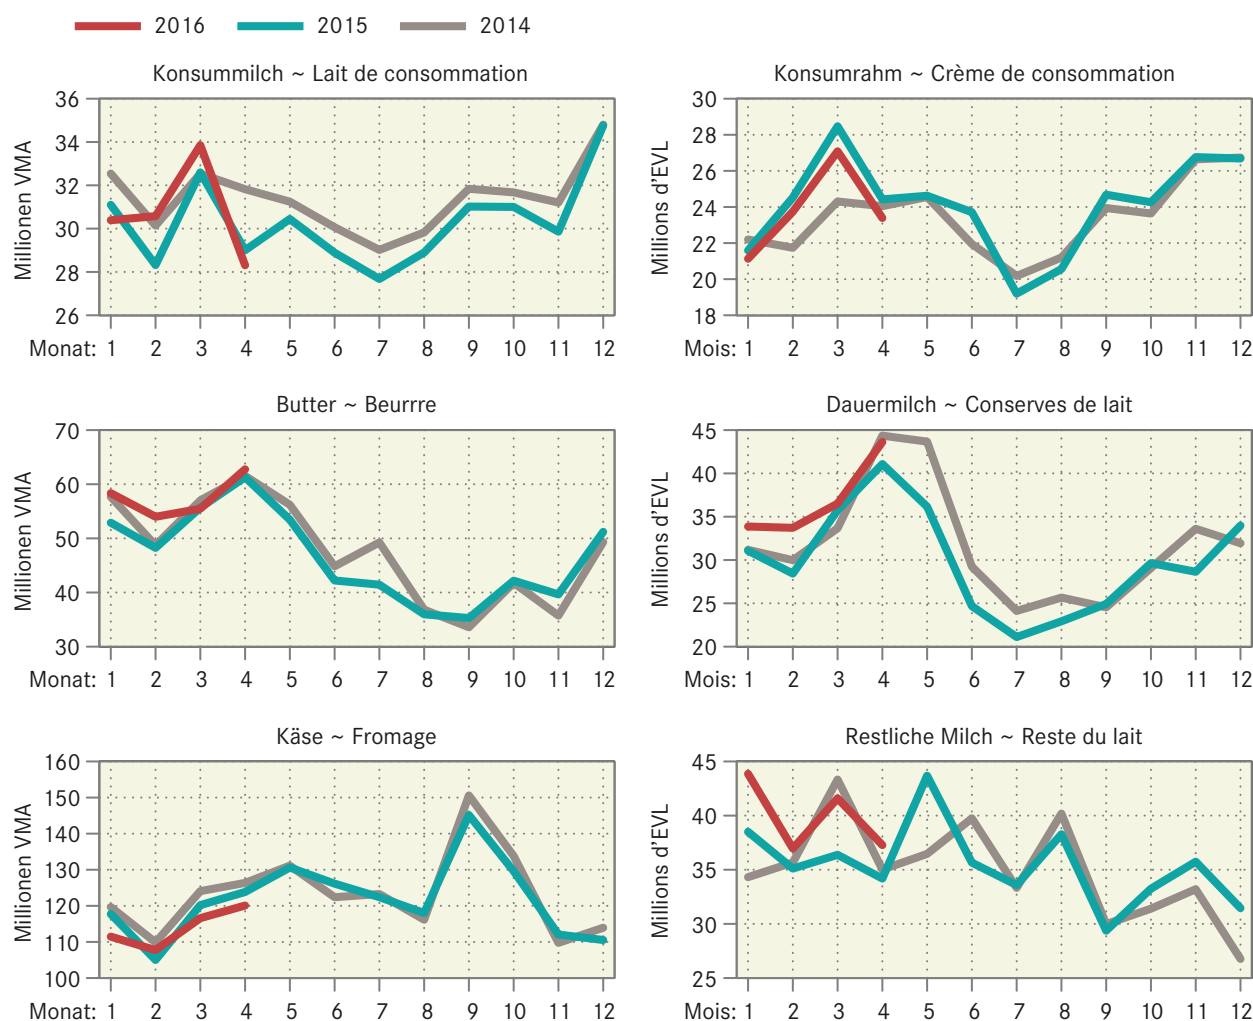 2016 2015 2014
Konsummilch ~ Lait de consommation
Millionen VMA
36
34
32
30
28
26
Monat: 1 2 3 4 5 6 7 8 9 10 11 12
Konsumrahm ~ Crème de consommation
Millions d’EVL
30
28
26
24
22
20
18
Mois: 1 2 3 4 5 6 7 8 9 10 11 12
Butter ~ Beurrre
Millionen VMA
70
60
50
40
30
Monat: 1 2 3 4 5 6 7 8 9 10 11 12
Dauermilch ~ Conserves de lait
Millions d’EVL
45
40
35
30
25
20
Mois: 1 2 3 4 5 6 7 8 9 10 11 12
Käse ~ Fromage
Millionen VMA
160
150
140
130
120
110
100
Monat: 1 2 3 4 5 6 7 8 9 10 11 12
Restliche Milch ~ Reste du lait
Millions d’EVL
45
40
35
30
25
Mois: 1 2 3 4 5 6 7 8 9 10 11 12